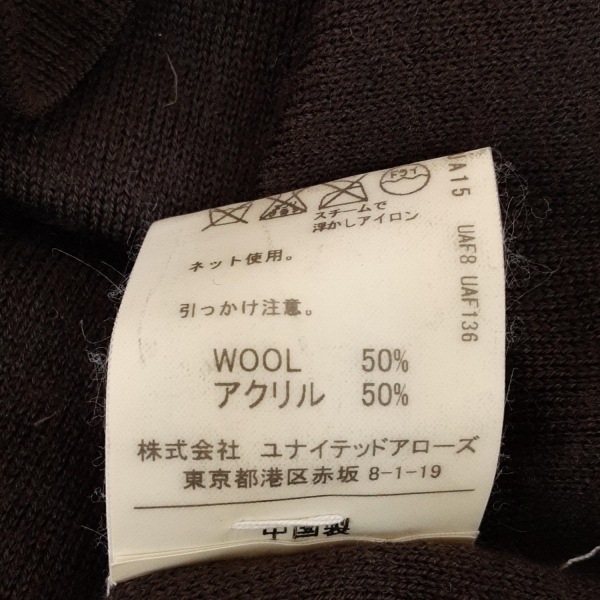 ドライ
スチームで
浮かしアイロン
ネット使用。
引っかけ注意。
WOOL 50%
アクリル 50%
株式会社 ユナイテッドアローズ
東京都港区赤坂 8-1-19
中国製
UAF8 UAF136